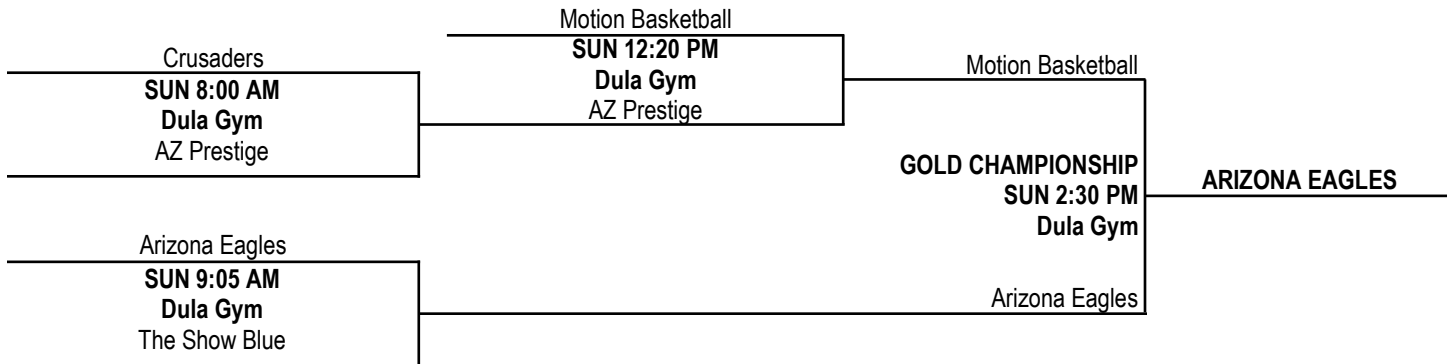 Crusaders
SUN 8:00 AM
Dula Gym
AZ Prestige
Arizona Eagles
SUN 9:05 AM
Dula Gym
The Show Blue
Motion Basketball
SUN 12:20 PM
Dula Gym
AZ Prestige
Motion Basketball
GOLD CHAMPIONSHIP
SUN 2:30 PM
Dula Gym
Arizona Eagles
ARIZONA EAGLES